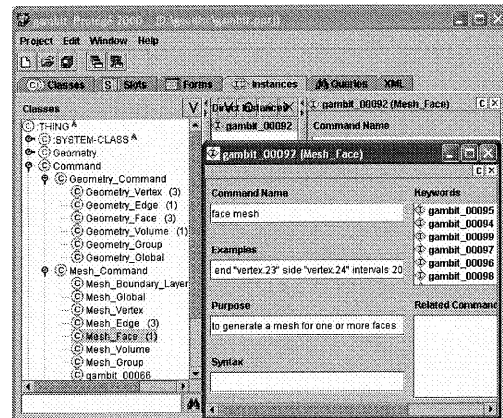 gambit Protégé-2000
Project Edit Window Help
Classes Slots Forms Instances Queries XML
Classes
gambit_00092 (Mesh_Face)
:THING A
gambit_00092
Command Name
:SYSTEM-CLASS A
Geometry
Command
Geometry_Command
Geometry_Vertex (3)
Geometry_Edge (1)
Geometry_Face (3)
Geometry_Volume (1)
Geometry_Group
Geometry_Global
Mesh_Command
Mesh_Boundary_Layer
Mesh_Global
Mesh_Vertex
Mesh_Edge (3)
Mesh_Face (1)
Mesh_Volume
Mesh_Group
gambit_00066
gambit_00092 (Mesh_Face)
C X
Command Name
face mesh
Examples
end "vertex.23" side "vertex.24" intervals 20
Purpose
to generate a mesh for one or more faces
Syntax
Keywords
gambit_00095
gambit_00094
gambit_00099
gambit_00097
gambit_00096
gambit_00098
Related Command